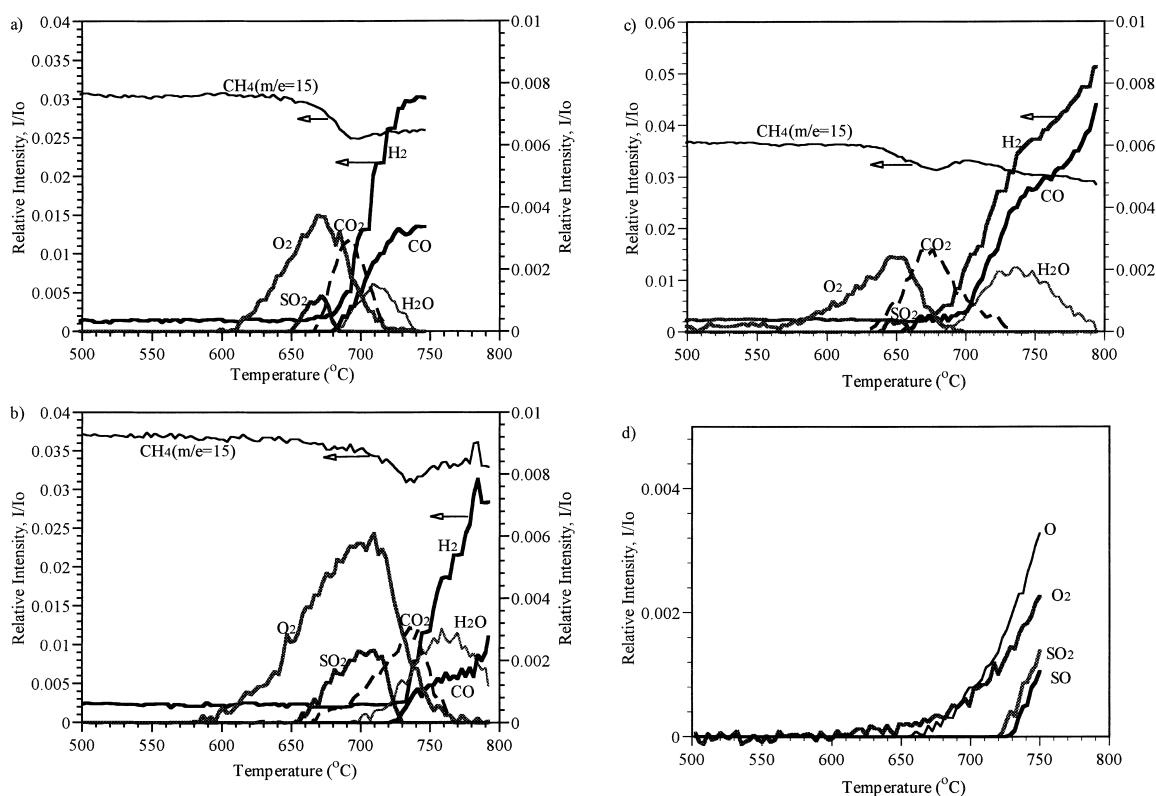 a)
0.04
0.035
0.03
0.025
0.02
0.015
0.01
0.005
0
Relative Intensity, I/Io
0.01
0.008
0.006
0.004
0.002
0
Relative Intensity, I/Io
CH4(m/e=15)
H2
CO2
O2
CO
SO2
H2O
500 550 600 650 700 750 800
Temperature (°C)
c)
0.06
0.05
0.04
0.03
0.02
0.01
0
Relative Intensity, I/Io
0.01
0.008
0.006
0.004
0.002
0
CH4(m/e=15)
H2
CO
CO2
H2O
O2
SO2
500 550 600 650 700 750 800
Temperature (°C)
b)
0.04
0.035
0.03
0.025
0.02
0.015
0.01
0.005
0
Relative Intensity, I/Io
0.01
0.008
0.006
0.004
0.002
0
Relative Intensity, I/Io
CH4(m/e=15)
H2
CO2
H2O
O2
SO2
CO
500 550 600 650 700 750 800
Temperature (°C)
d)
0.004
0.002
0
Relative Intensity, I/Io
O
O2
SO2
SO
500 550 600 650 700 750 800
Temperature (°C)